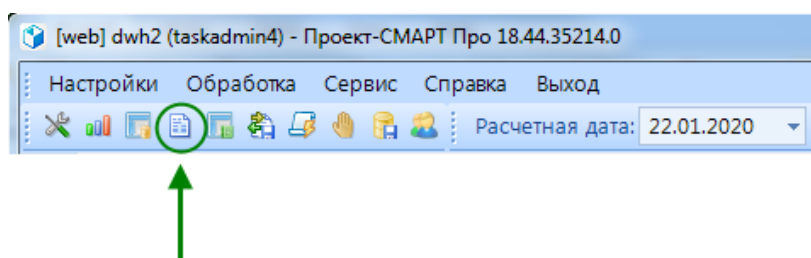 [web] dwh2 (taskadmin4) - Проект-СМАРТ Про 18.44.35214.0
Настройки Обработка Сервис Справка Выход
Расчетная дата: 22.01.2020